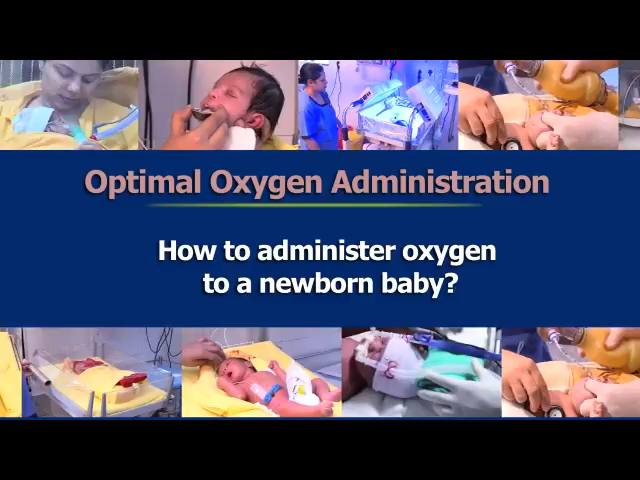 Optimal Oxygen Administration
How to administer oxygen
to a newborn baby?